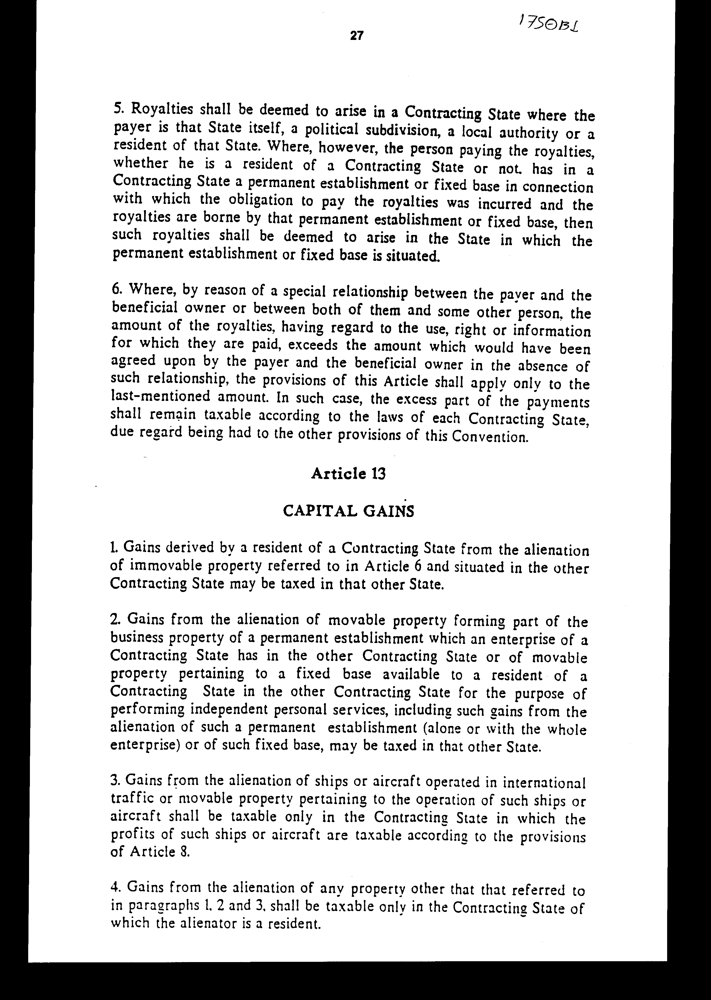 1750B1
27
5. Royalties shall be deemed to arise in a Contracting State where the
payer is that State itself, a political subdivision, a local authority or a
resident of that State. Where, however, the person paying the royalties,
whether he is a resident of a Contracting State or not. has in a
Contracting State a permanent establishment or fixed base in connection
with which the obligation to pay the royalties was incurred and the
royalties are borne by that permanent establishment or fixed base, then
such royalties shall be deemed to arise in the State in which the
permanent establishment or fixed base is situated.
6. Where, by reason of a special relationship between the payer and the
beneficial owner or between both of them and some other person, the
amount of the royalties, having regard to the use, right or information
for which they are paid, exceeds the amount which would have been
agreed upon by the payer and the beneficial owner in the absence of
such relationship, the provisions of this Article shall apply only to the
last-mentioned amount. In such case, the excess part of the payments
shall remain taxable according to the laws of each Contracting State,
due regard being had to the other provisions of this Convention.
Article 13
CAPITAL GAINS
1. Gains derived by a resident of a Contracting State from the alienation
of immovable property referred to in Article 6 and situated in the other
Contracting State may be taxed in that other State.
2. Gains from the alienation of movable property forming part of the
business property of a permanent establishment which an enterprise of a
Contracting State has in the other Contracting State or of movable
property pertaining to a fixed base available to a resident of a
Contracting State in the other Contracting State for the purpose of
performing independent personal services, including such gains from the
alienation of such a permanent establishment (alone or with the whole
enterprise) or of such fixed base, may be taxed in that other State.
3. Gains from the alienation of ships or aircraft operated in international
traffic or movable property pertaining to the operation of such ships or
aircraft shall be taxable only in the Contracting State in which the
profits of such ships or aircraft are taxable according to the provisions
of Article 8.
4. Gains from the alienation of any property other that that referred to
in paragraphs 1, 2 and 3, shall be taxable only in the Contracting State of
which the alienator is a resident.